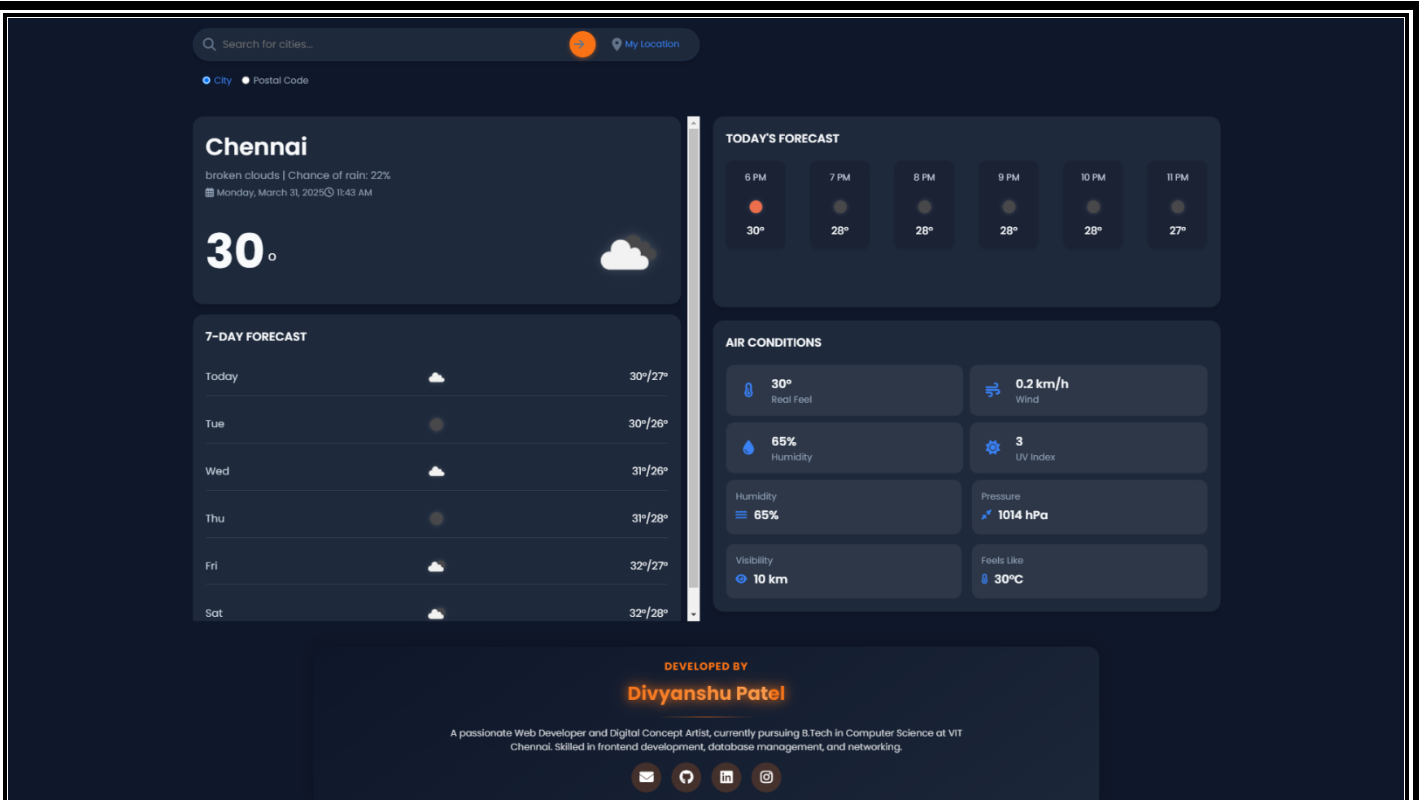 Search for cities...
My Location
City
Postal Code
Chennai
broken clouds | Chance of rain: 22%
Monday, March 31, 2025 11:43 AM
30°
7-DAY FORECAST
Today 30°/27°
Tue 30°/26°
Wed 31°/26°
Thu 31°/28°
Fri 32°/27°
Sat 32°/28°
TODAY'S FORECAST
6 PM 7 PM 8 PM 9 PM 10 PM 11 PM
30° 28° 28° 28° 28° 27°
AIR CONDITIONS
30°
Real Feel
0.2 km/h
Wind
65%
Humidity
3
UV Index
Humidity
65%
Pressure
1014 hPa
Visibility
10 km
Feels Like
30°C
DEVELOPED BY
Divyanshu Patel
A passionate Web Developer and Digital Concept Artist, currently pursuing B.Tech in Computer Science at VIT
Chennai. Skilled in frontend development, database management, and networking.